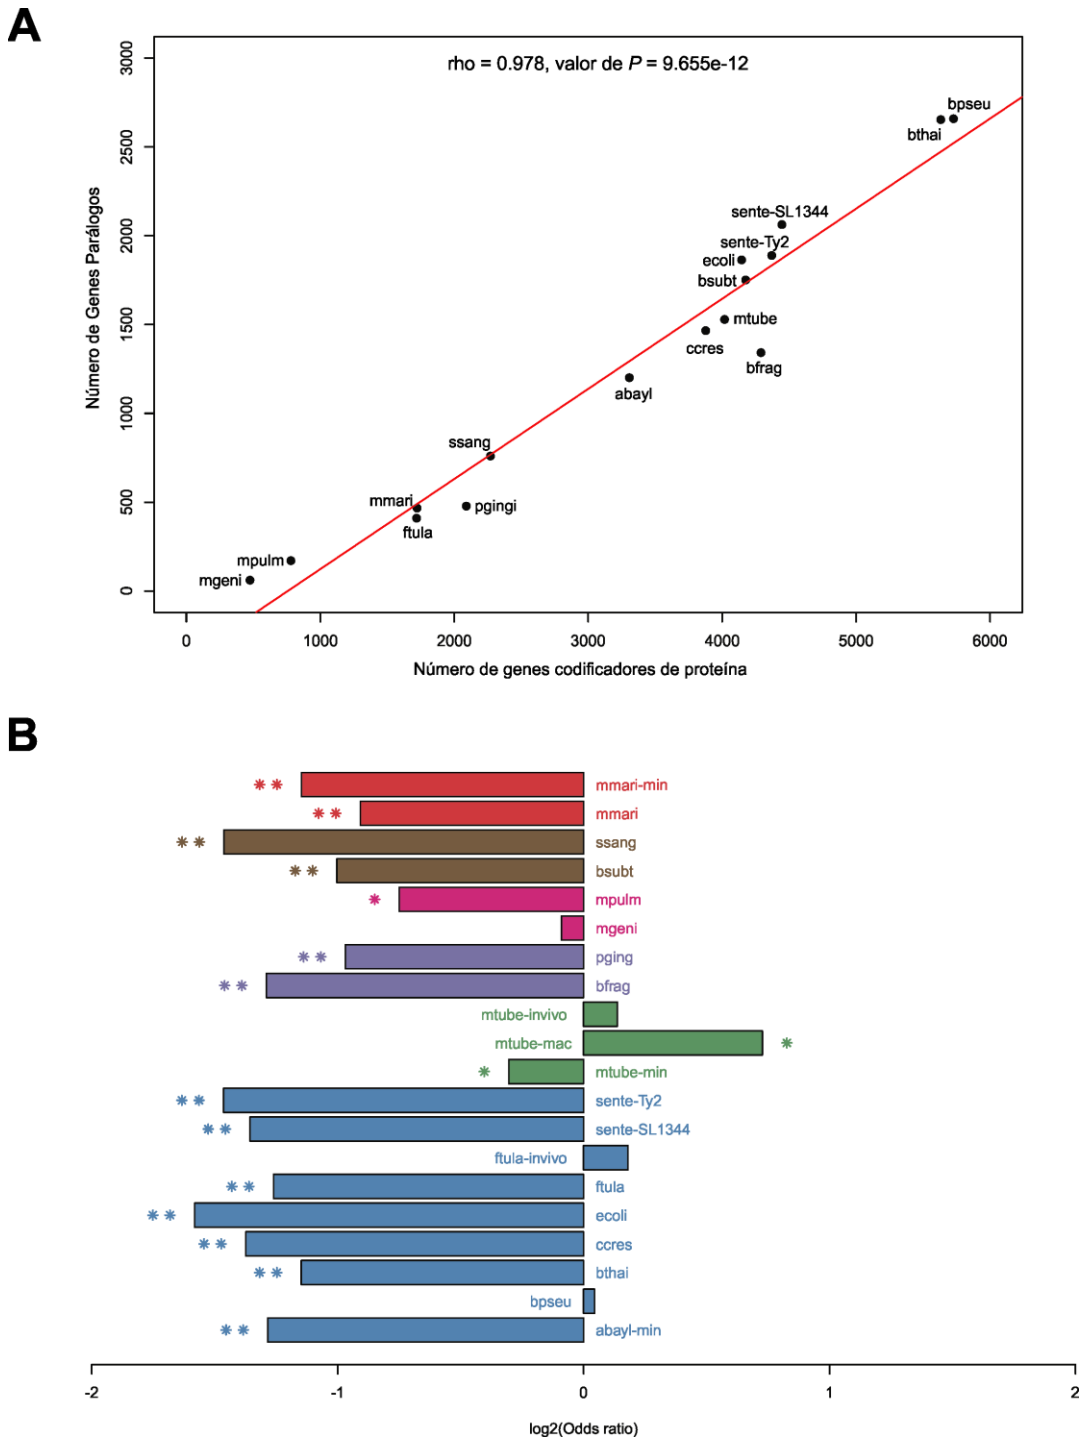 A
rho = 0.978, valor de P = 9.655e-12
Número de Genes Parálogos
3000
2500
2000
1500
1000
500
0
bpseu
bthai
sente-SL1344
sente-Ty2
ecoli
bsubt
mtube
ccres
bfrag
abayl
ssang
mmari
pgingi
ftula
mpulm
mgeni
0 1000 2000 3000 4000 5000 6000
Número de genes codificadores de proteína
B
** mmari-min
** mmari
** ssang
** bsubt
* mpulm
mgeni
** pging
** bfrag
mtube-invivo
mtube-mac *
* mtube-min
** sente-Ty2
** sente-SL1344
ftula-invivo
** ftula
** ecoli
** ccres
** bthai
bpseu
** abayl-min
-2 -1 0 1 2
log2(Odds ratio)